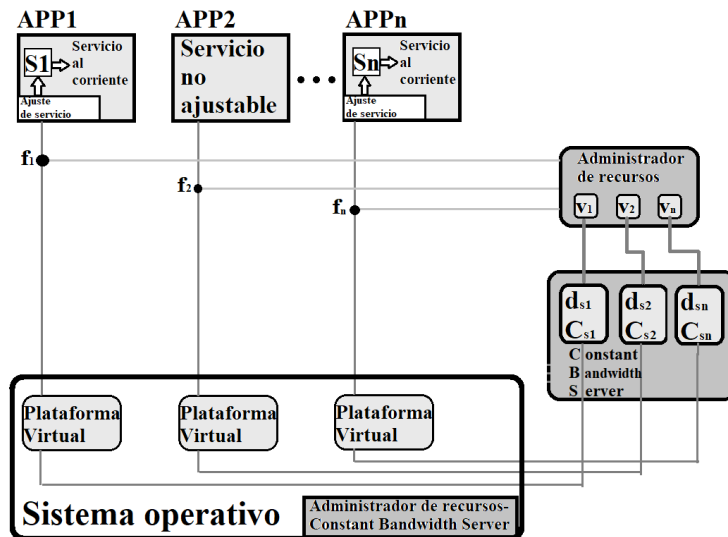 APP1
APP2
APPn
S1
Servicio
al
corriente
Ajuste
de servicio
Servicio
no
ajustable
Sn
Servicio
al
corriente
Ajuste
de servicio
f1
f2
fn
Administrador
de recursos
v1 v2 vn
ds1 ds2 dsn
Cs1 Cs2 Csn
Constant
Bandwidth
Server
Plataforma
Virtual
Plataforma
Virtual
Plataforma
Virtual
Sistema operativo
Administrador de recursos-
Constant Bandwidth Server